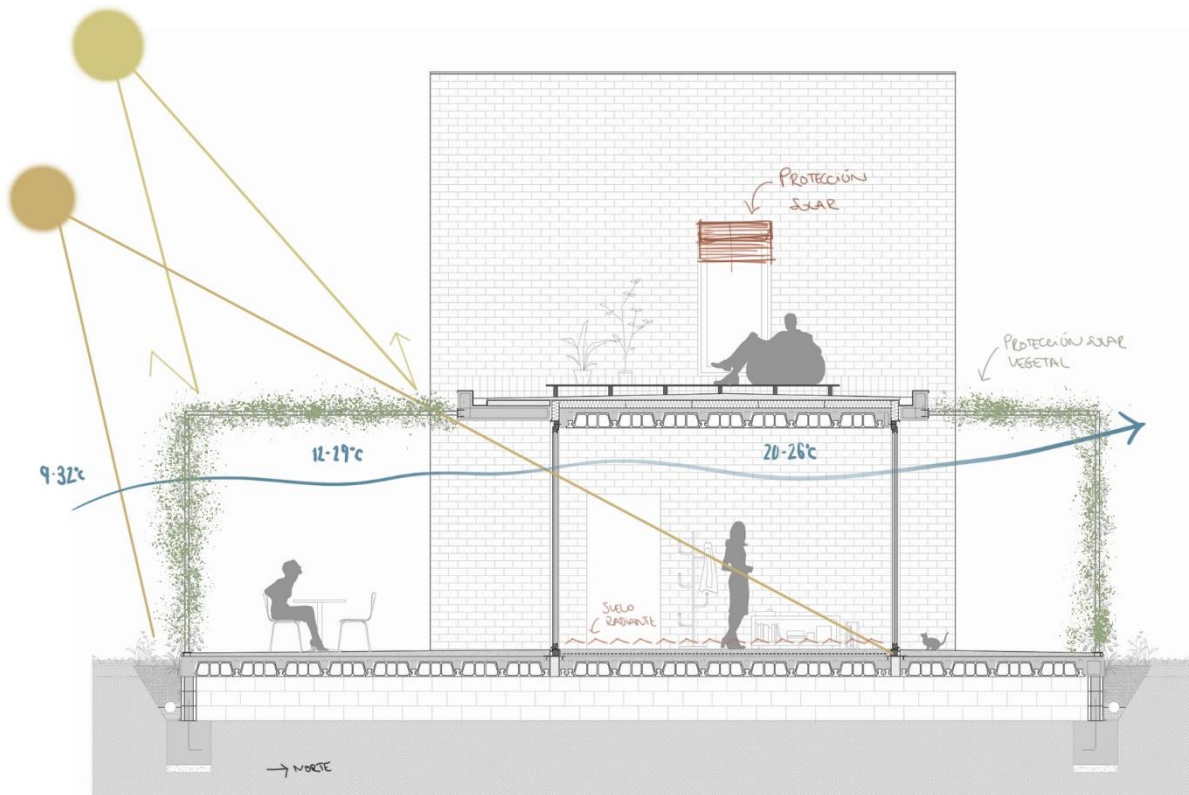 PROTECCIÓN
SOLAR
PROTECCIÓN SOLAR
VEGETAL
9-32°C
12-29°C
20-26°C
SUELO
RADIANTE
→ NORTE